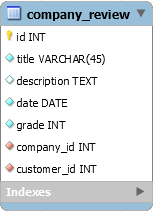 company_review
id INT
title VARCHAR(45)
description TEXT
date DATE
grade INT
company_id INT
customer_id INT
Indexes